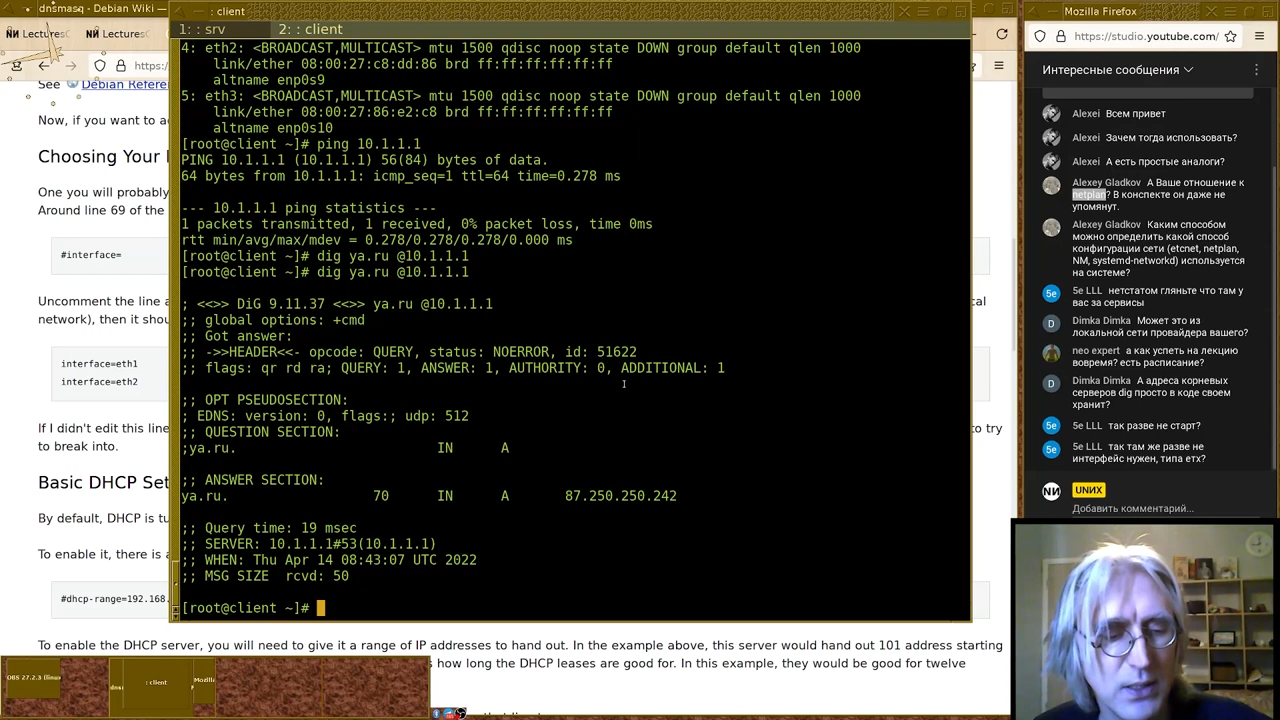 dnsmasq - Debian Wiki
: client
Mozilla Firefox
1: : srv
2: : client
Lectures
Lectures
https://studio.youtube.com/
https:
4: eth2: <BROADCAST,MULTICAST> mtu 1500 qdisc noop state DOWN group default qlen 1000
link/ether 08:00:27:c8:dd:86 brd ff:ff:ff:ff:ff:ff
altname enp0s9
5: eth3: <BROADCAST,MULTICAST> mtu 1500 qdisc noop state DOWN group default qlen 1000
link/ether 08:00:27:86:e2:c8 brd ff:ff:ff:ff:ff:ff
altname enp0s10
[root@client ~]# ping 10.1.1.1
PING 10.1.1.1 (10.1.1.1) 56(84) bytes of data.
64 bytes from 10.1.1.1: icmp_seq=1 ttl=64 time=0.278 ms
--- 10.1.1.1 ping statistics ---
1 packets transmitted, 1 received, 0% packet loss, time 0ms
rtt min/avg/max/mdev = 0.278/0.278/0.278/0.000 ms
[root@client ~]# dig ya.ru @10.1.1.1
[root@client ~]# dig ya.ru @10.1.1.1
; <<>> DiG 9.11.37 <<>> ya.ru @10.1.1.1
;; global options: +cmd
;; Got answer:
;; ->>HEADER<<- opcode: QUERY, status: NOERROR, id: 51622
;; flags: qr rd ra; QUERY: 1, ANSWER: 1, AUTHORITY: 0, ADDITIONAL: 1
;; OPT PSEUDOSECTION:
; EDNS: version: 0, flags:; udp: 512
;; QUESTION SECTION:
;ya.ru. IN A
;; ANSWER SECTION:
ya.ru. 70 IN A 87.250.250.242
;; Query time: 19 msec
;; SERVER: 10.1.1.1#53(10.1.1.1)
;; WHEN: Thu Apr 14 08:43:07 UTC 2022
;; MSG SIZE rcvd: 50
[root@client ~]#
See Debian Refere
Now, if you want to a
Choosing Your
One you will probably
Around line 69 of the
#interface=
Uncomment the line a
cal
network), then it shou
interface=eth1
interface=eth2
If I didn't edit this line
to try
to break into.
Basic DHCP Set
By default, DHCP is tu
To enable it, there is a
#dhcp-range=192.168.
To enable the DHCP server, you will need to give it a range of IP addresses to hand out. In the example above, this server would hand out 101 address starting
s how long the DHCP leases are good for. In this example, they would be good for twelve
Интересные сообщения
Alexei Всем привет
Alexei Зачем тогда использовать?
Alexei А есть простые аналоги?
Alexey Gladkov А Ваше отношение к
netplan? В конспекте он даже не
упомянут.
Alexey Gladkov Каким способом
можно определить какой способ
конфигурации сети (etcnet, netplan,
NM, systemd-networkd) используется
на системе?
5e LLL нетстатом гляньте что там у
вас за сервисы
Dimka Dimka Может это из
локальной сети провайдера вашего?
neo expert а как успеть на лекцию
вовремя? есть расписание?
Dimka Dimka А адреса корневых
серверов dig просто в коде своем
хранит?
5e LLL так разве не старт?
5e LLL так там же разве не
интерфейс нужен, типа етх?
UNИX
Добавить комментарий...
OBS 27.2.3 (linu
dns
: client
Mozill